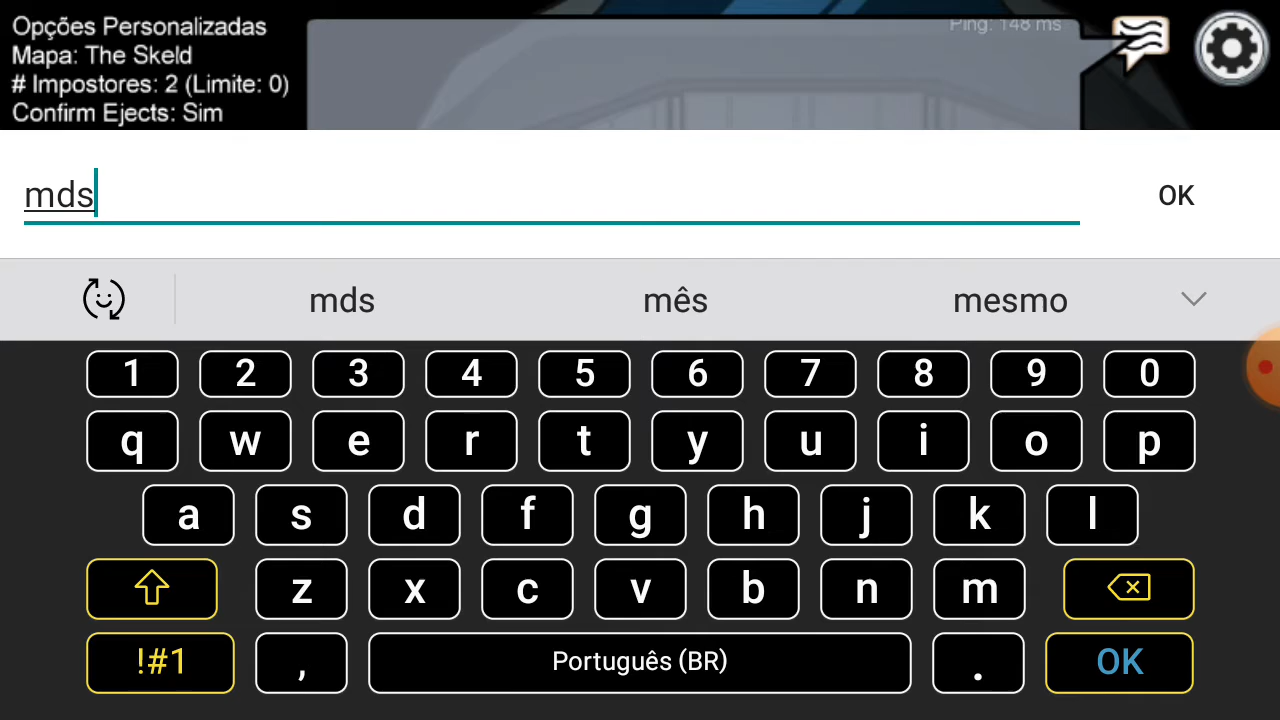 Opções Personalizadas
Mapa: The Skeld
# Impostores: 2 (Limite: 0)
Confirm Ejects: Sim
Ping: 148 ms
mds
OK
mds mês mesmo
1 2 3 4 5 6 7 8 9 0
q w e r t y u i o p
a s d f g h j k l
z x c v b n m
!#1 , Português (BR) . OK